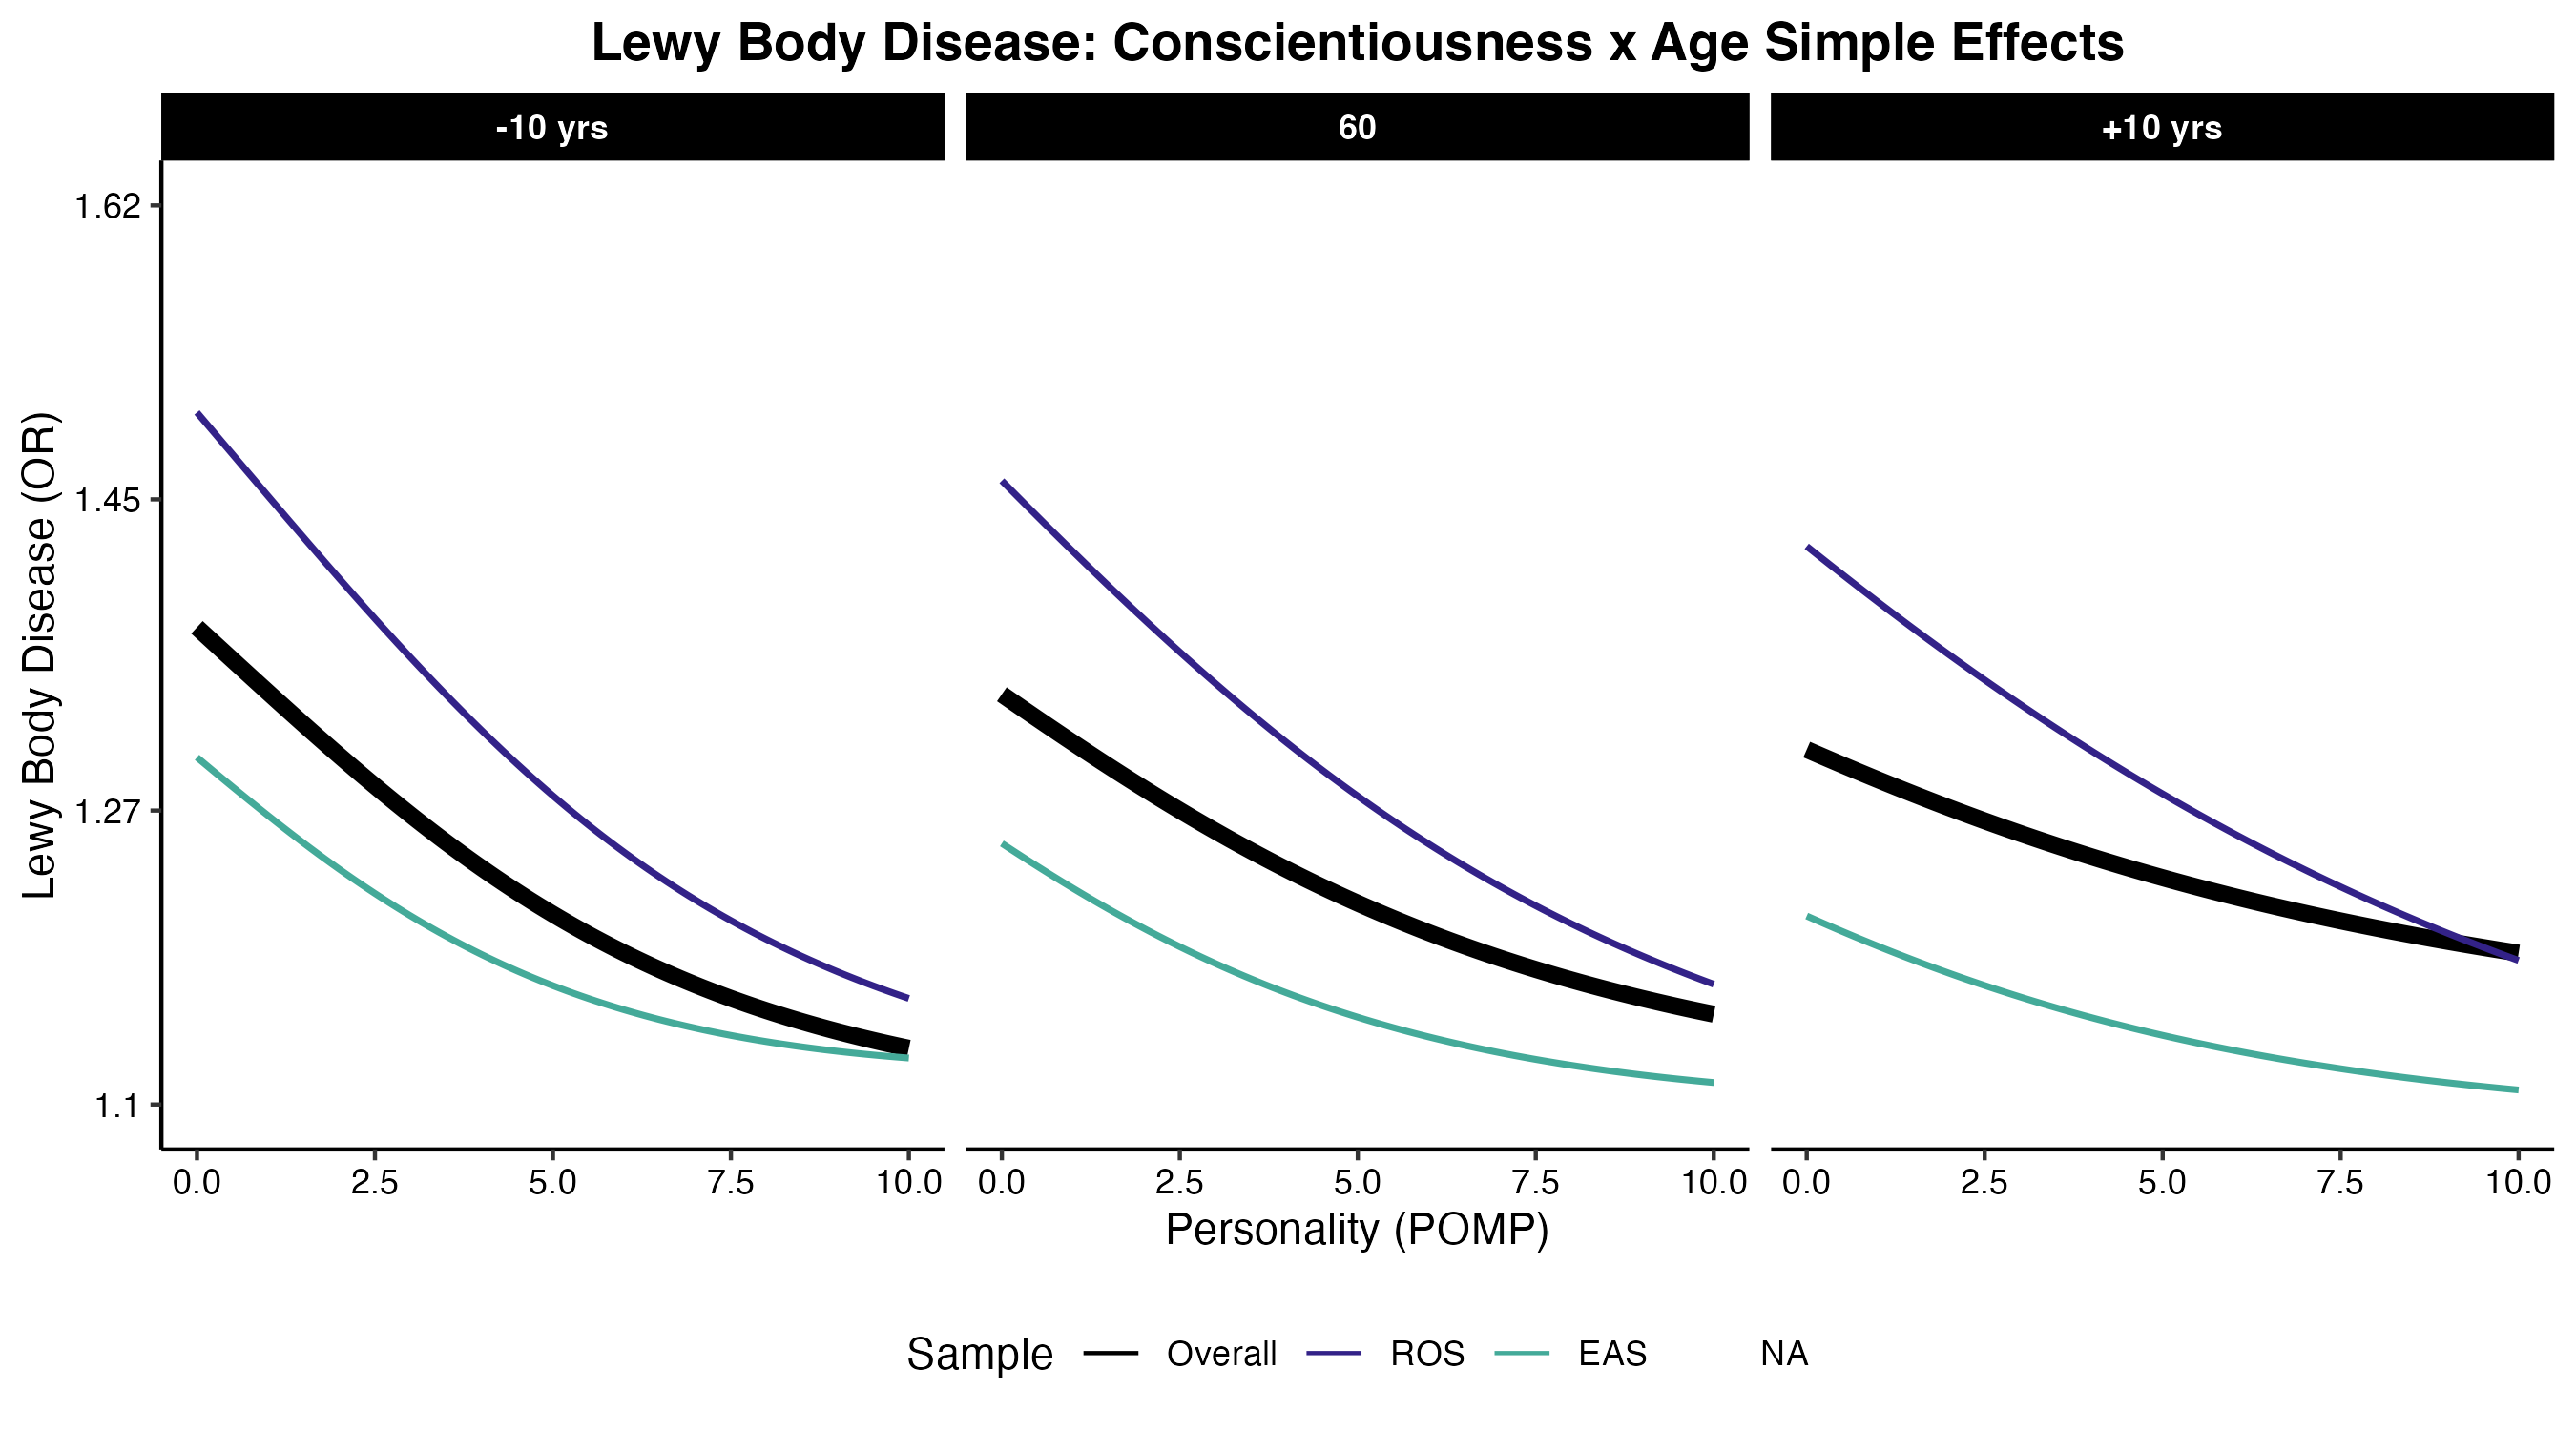 Lewy Body Disease: Conscientiousness x Age Simple Effects
-10 yrs 60 +10 yrs
Lewy Body Disease (OR)
1.62
1.45
1.27
1.1
0.0 2.5 5.0 7.5 10.0 0.0 2.5 5.0 7.5 10.0 0.0 2.5 5.0 7.5 10.0
Personality (POMP)
Sample Overall ROS EAS NA